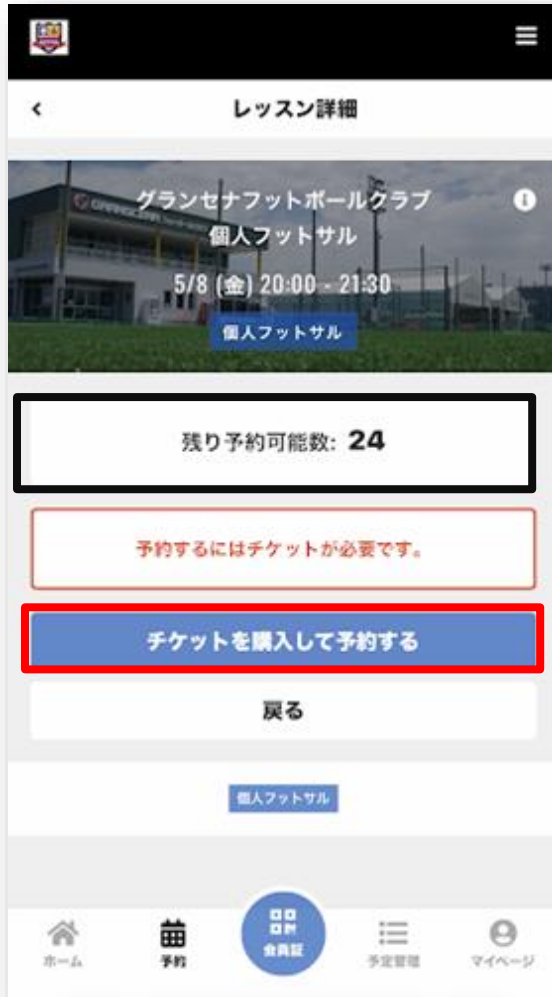 レッスン詳細
グランセナフットボールクラブ
個人フットサル
5/8 (金) 20:00 - 21:30
個人フットサル
残り予約可能数: 24
予約するにはチケットが必要です。
チケットを購入して予約する
戻る
個人フットサル
ホーム
予約
会員証
予定管理
マイページ